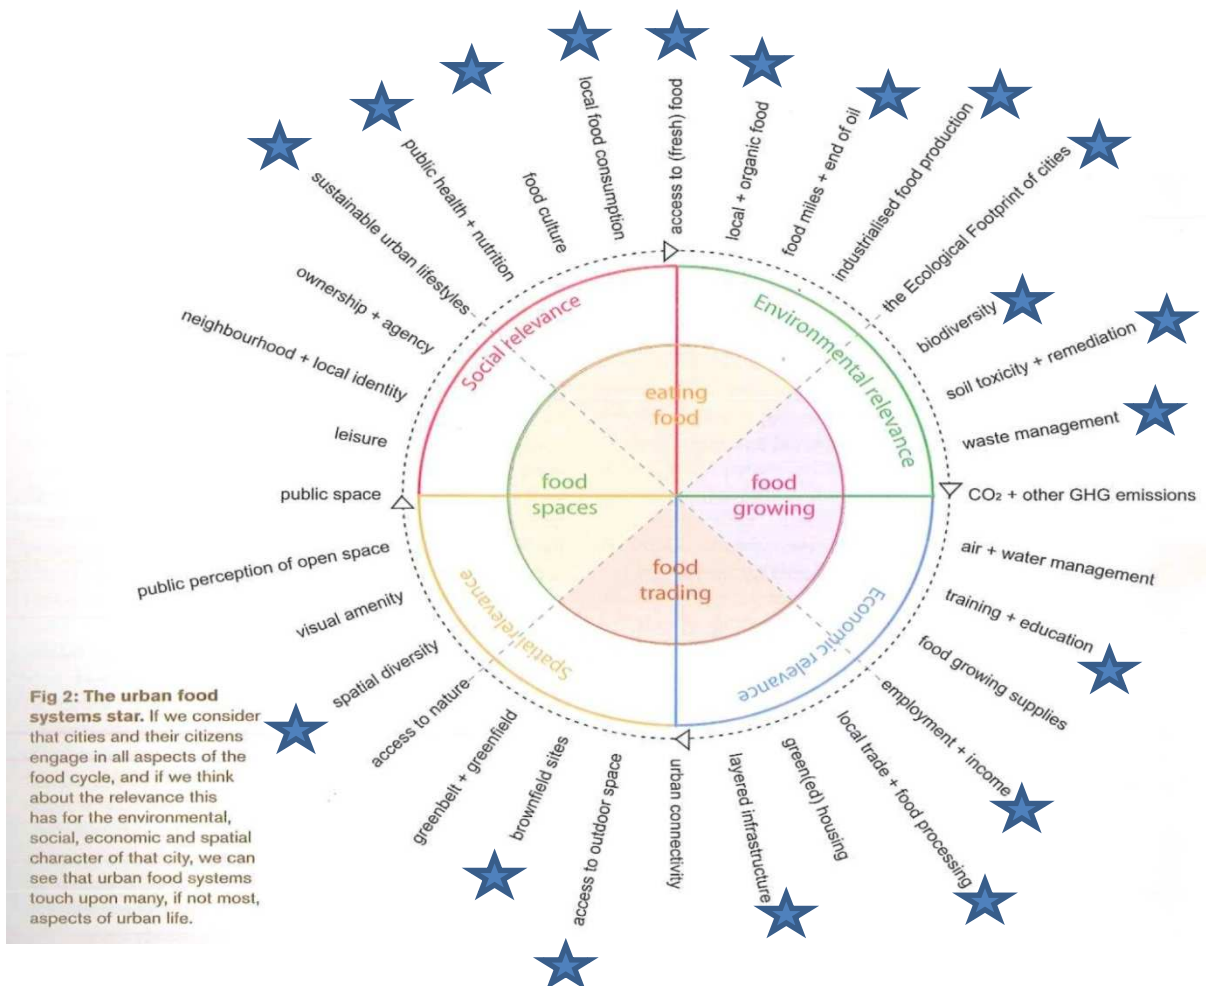 local food consumption
access to (fresh) food
local + organic food
food miles + end of oil
industrialised food production
the Ecological Footprint of cities
biodiversity
soil toxicity + remediation
waste management
CO₂ + other GHG emissions
air + water management
training + education
food growing supplies
employment + income
local trade + food processing
green(ed) housing
layered infrastructure
urban connectivity
access to outdoor space
brownfield sites
greenbelt + greenfield
access to nature
spatial diversity
visual amenity
public perception of open space
public space
leisure
neighbourhood + local identity
ownership + agency
sustainable urban lifestyles
public health + nutrition
food culture
Social relevance
Environmental relevance
Economic relevance
Spatial relevance
eating
food
food
growing
food
trading
food
spaces
Fig 2: The urban food
systems star. If we consider
that cities and their citizens
engage in all aspects of the
food cycle, and if we think
about the relevance this
has for the environmental,
social, economic and spatial
character of that city, we can
see that urban food systems
touch upon many, if not most,
aspects of urban life.